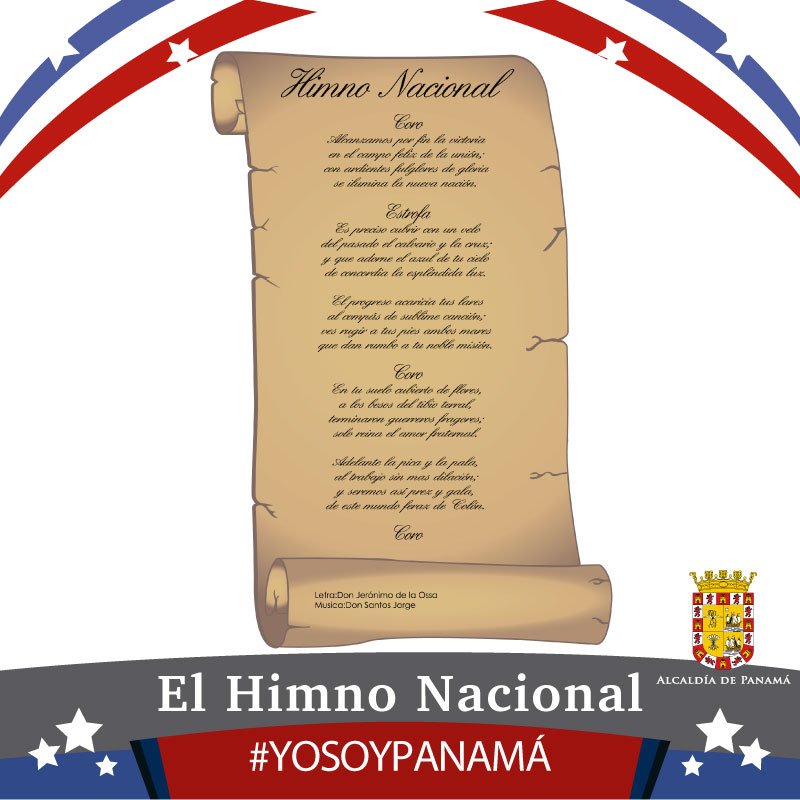 Himno Nacional
Coro
Alcanzamos por fin la victoria
en el campo feliz de la unión;
con ardientes fulglores de gloria
se ilumina la nueva nación.
Estrofa
Es preciso cubrir con un velo
del pasado el calvario y la cruz;
y que adorne el azul de tu cielo
de concordia la espléndida luz.
El progreso acaricia tus lares
al compás de sublime canción;
ves rugir a tus pies ambos mares
que dan rumbo a tu noble misión.
Coro
En tu suelo cubierto de flores,
a los besos del tibio terral,
terminaron guerreros fragores;
solo reina el amor fraternal.
Adelante la pica y la pala,
al trabajo sin mas dilación;
y seremos así prez y gala,
de este mundo feraz de Colón.
Coro
Letra:Don Jerónimo de la Ossa
Musica:Don Santos Jorge
ALCALDÍA DE PANAMÁ
El Himno Nacional
#YOSOYPANAMÁ